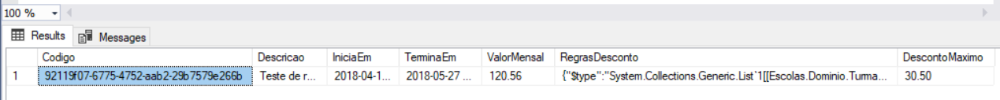 100 %
Results Messages
Codigo Descricao IniciaEm TerminaEm ValorMensal RegrasDesconto DescontoMaximo
1 92119f07-6775-4752-aab2-29b7579e266b Teste de r... 2018-04-1... 2018-05-27 ... 120.56 {"$type":"System.Collections.Generic.List`1[[Escolas.Dominio.Turma... 30.50